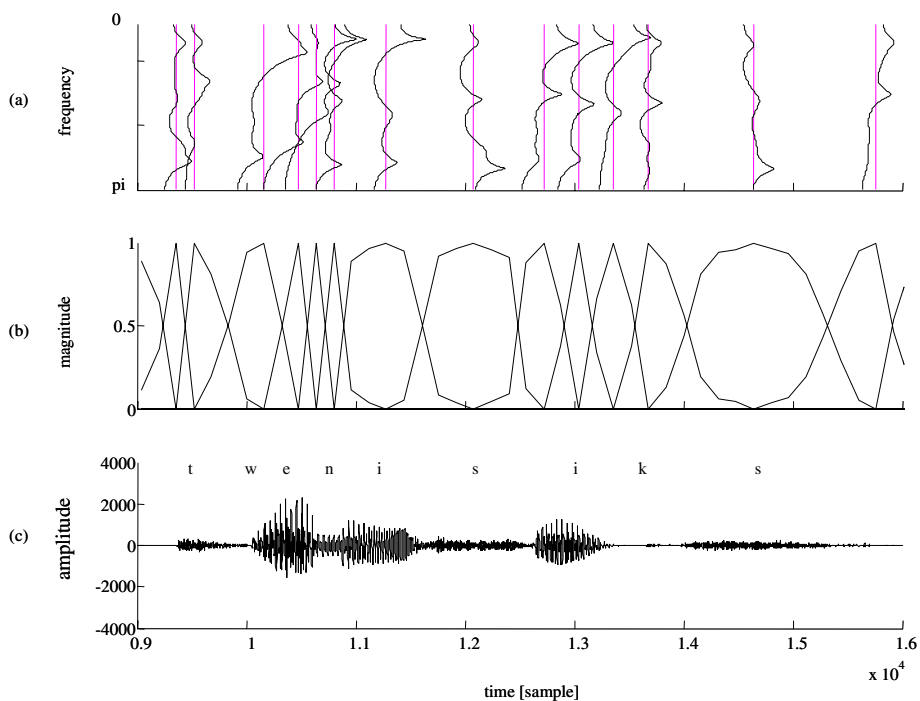 0
(a)
frequency
pi
1
(b)
magnitude
0.5
0
4000
t w e n i s i k s
2000
(c)
amplitude
0
-2000
-4000
0.9 1 1.1 1.2 1.3 1.4 1.5 1.6
x 10^4
time [sample]